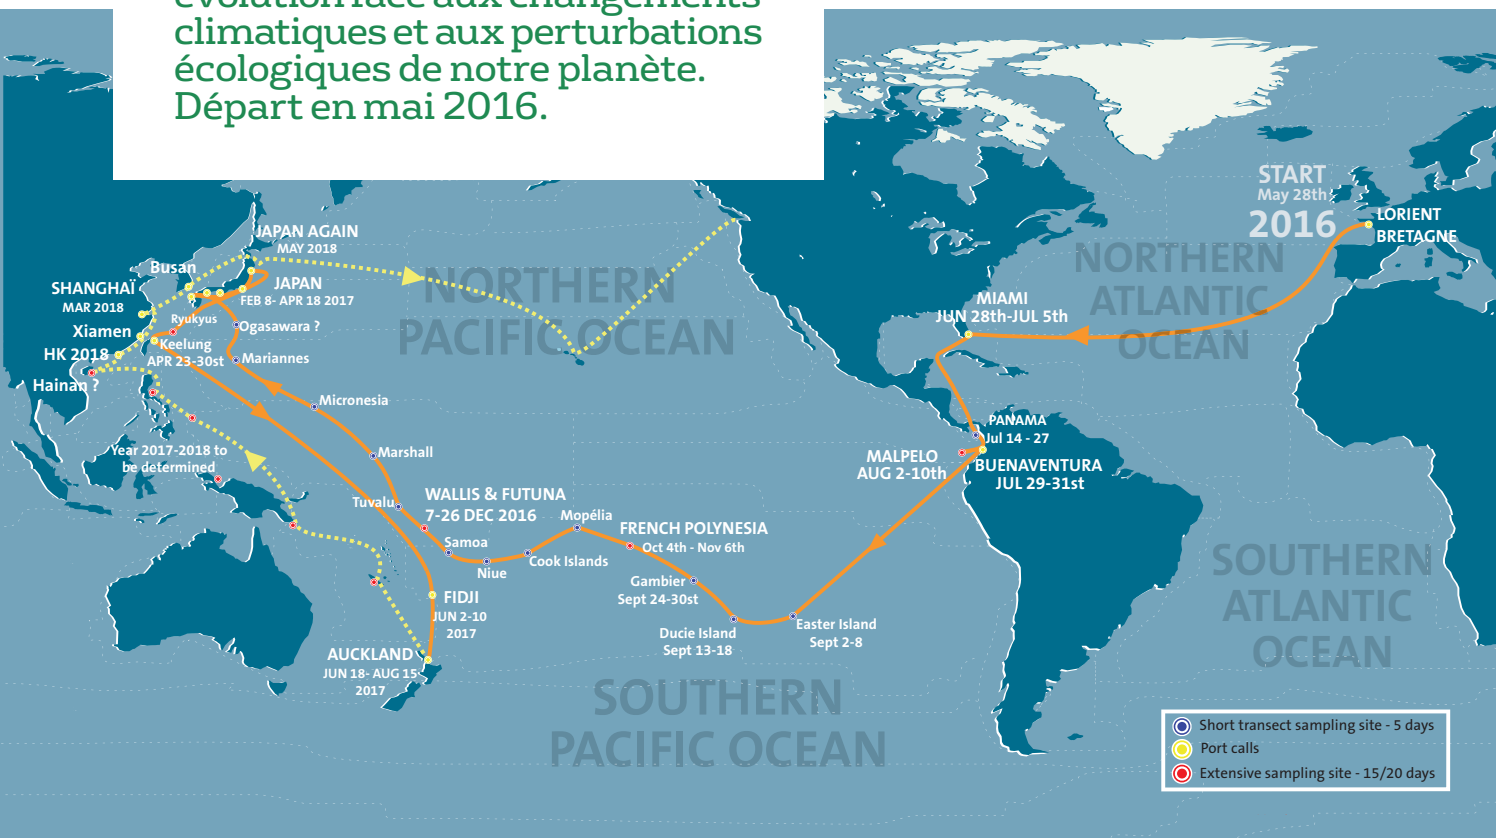 évolution face aux changements
climatiques et aux perturbations
écologiques de notre planète.
Départ en mai 2016.
START
May 28th
2016
LORIENT
BRETAGNE
JAPAN AGAIN
MAY 2018
Busan
SHANGHAÏ
MAR 2018
JAPAN
FEB 8- APR 18 2017
Ryukyus
Ogasawara ?
Xiamen
Keelung
APR 23-30st
HK 2018
Mariannes
Hainan ?
Micronesia
NORTHERN
PACIFIC OCEAN
NORTHERN
ATLANTIC
OCEAN
MIAMI
JUN 28th-JUL 5th
PANAMA
Jul 14 - 27
MALPELO
AUG 2-10th
BUENAVENTURA
JUL 29-31st
Year 2017-2018 to
be determined
Marshall
Tuvalu
WALLIS & FUTUNA
7-26 DEC 2016
Samoa
Niue
Cook Islands
Mopélia
FRENCH POLYNESIA
Oct 4th - Nov 6th
Gambier
Sept 24-30st
Ducie Island
Sept 13-18
Easter Island
Sept 2-8
FIDJI
JUN 2-10
2017
AUCKLAND
JUN 18- AUG 15
2017
SOUTHERN
PACIFIC OCEAN
SOUTHERN
ATLANTIC
OCEAN
Short transect sampling site - 5 days
Port calls
Extensive sampling site - 15/20 days